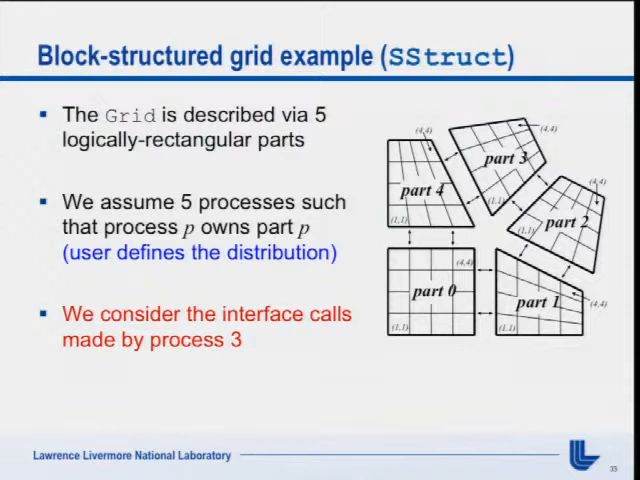 Block-structured grid example (SStruct)
▪ The Grid is described via 5
logically-rectangular parts
▪ We assume 5 processes such
that process p owns part p
(user defines the distribution)
▪ We consider the interface calls
made by process 3
(4,4)
(4,4)
part 3
part 4
(4,4)
(1,1)
(1,1)
part 2
(1,1)
(4,4)
part 0
part 1
(4,4)
(1,1)
(1,1)
Lawrence Livermore National Laboratory
33